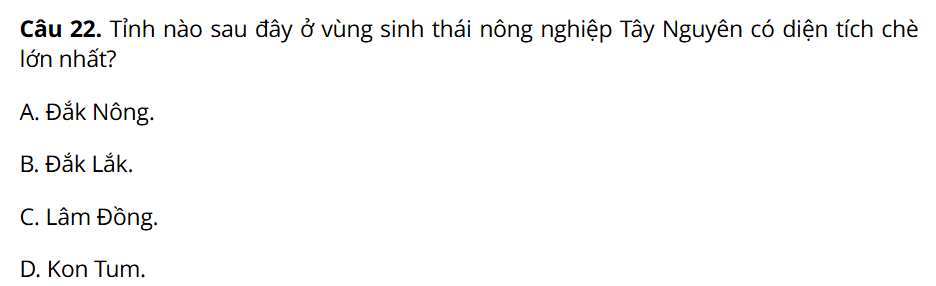 Câu 22. Tỉnh nào sau đây ở vùng sinh thái nông nghiệp Tây Nguyên có diện tích chè
lớn nhất?
A. Đắk Nông.
B. Đắk Lắk.
C. Lâm Đồng.
D. Kon Tum.